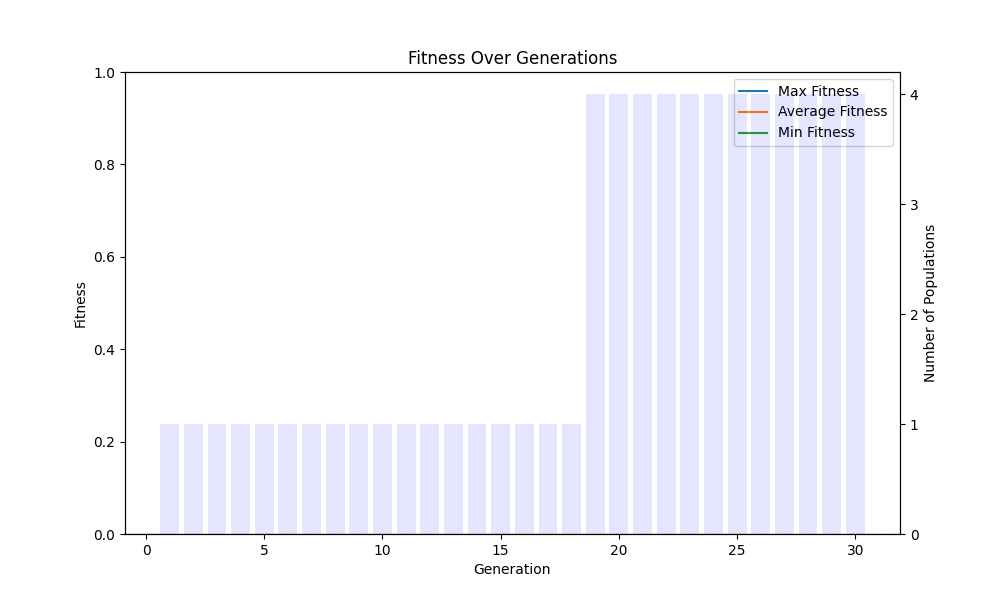 Fitness Over Generations
1.0
0.8
0.6
0.4
0.2
0.0
Fitness
Max Fitness
Average Fitness
Min Fitness
4
3
2
1
0
Number of Populations
0 5 10 15 20 25 30
Generation